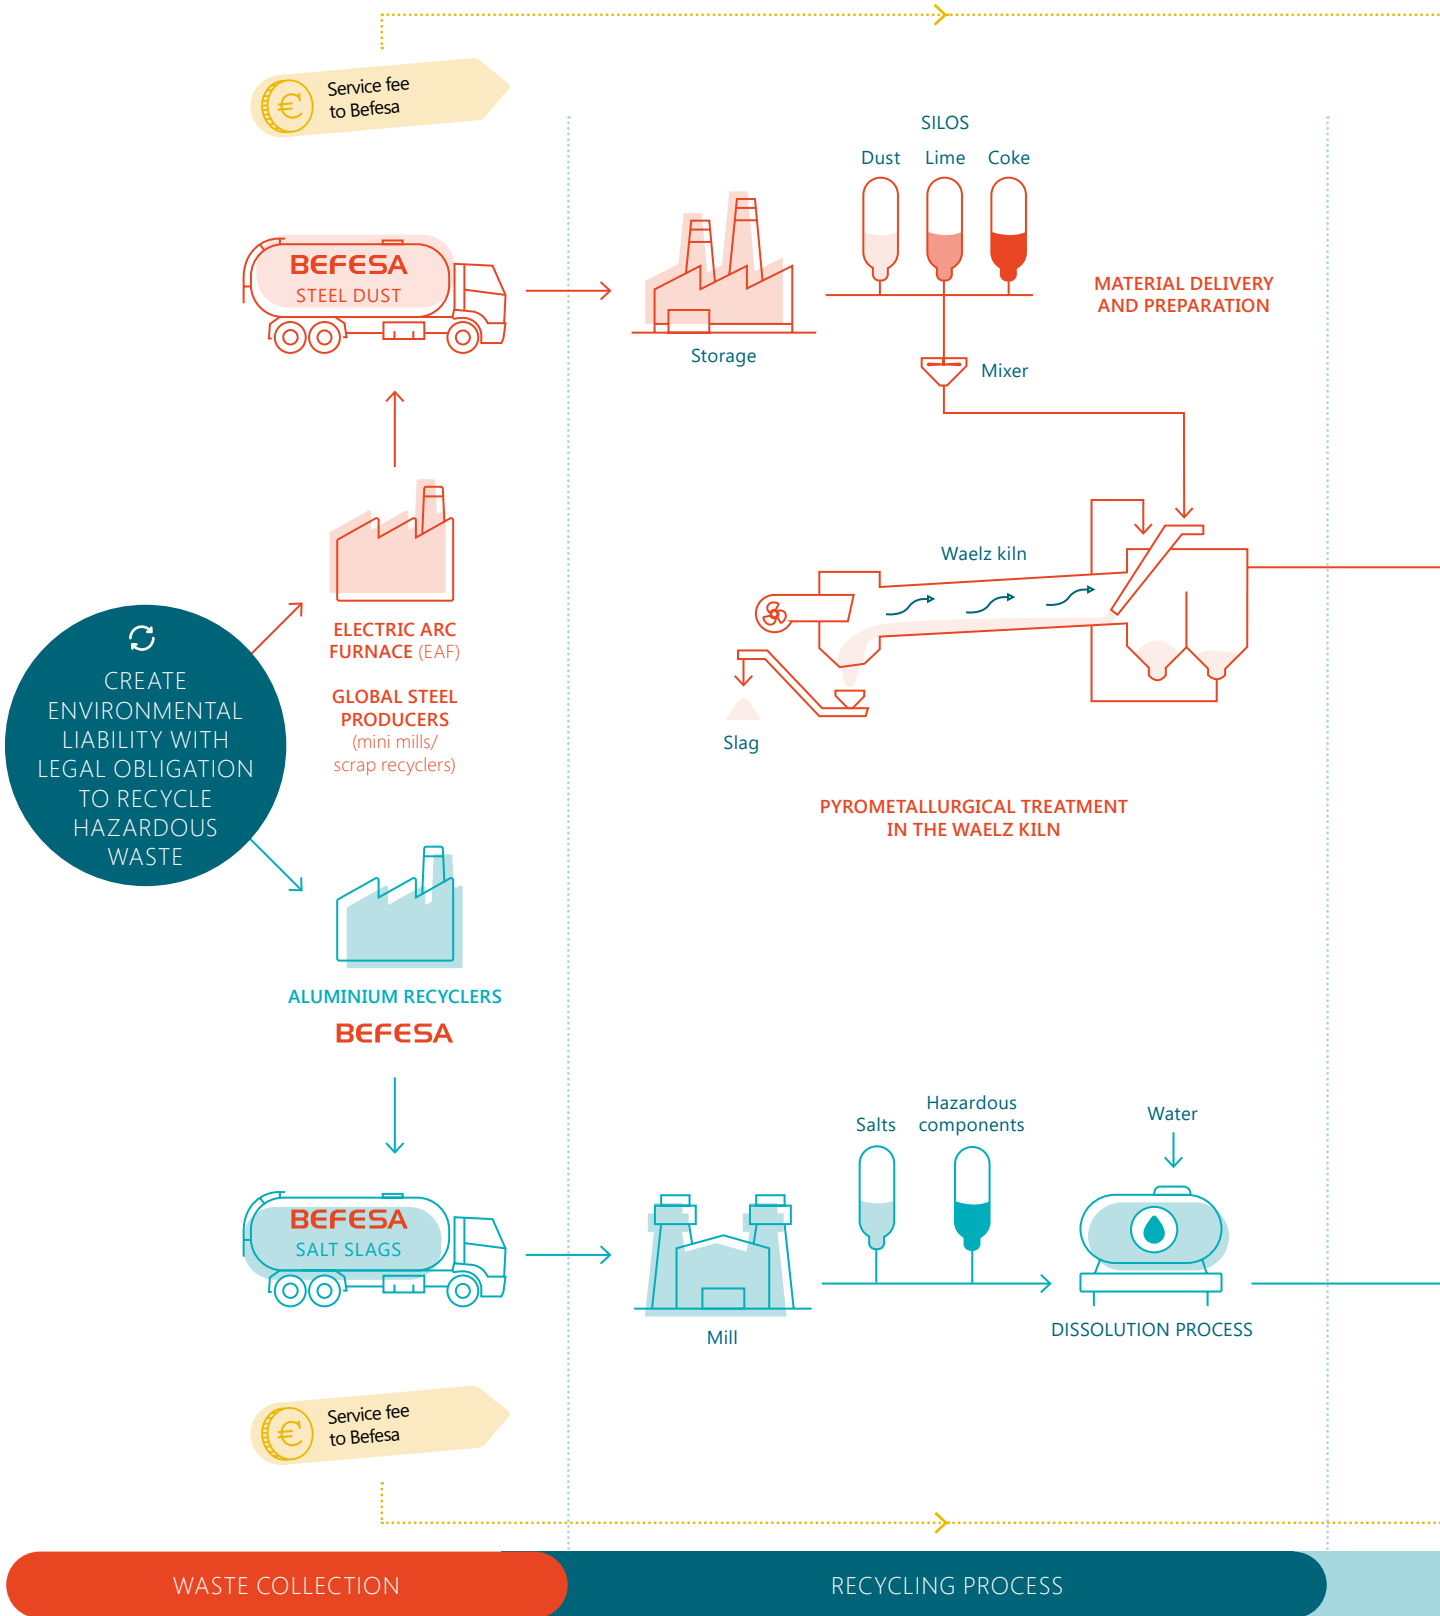 Service fee
to Befesa
SILOS
Dust
Lime
Coke
BEFESA
STEEL DUST
Storage
MATERIAL DELIVERY
AND PREPARATION
Mixer
Waelz kiln
ELECTRIC ARC
FURNACE (EAF)
GLOBAL STEEL
PRODUCERS
(mini mills/
scrap recyclers)
CREATE
ENVIRONMENTAL
LIABILITY WITH
LEGAL OBLIGATION
TO RECYCLE
HAZARDOUS
WASTE
Slag
PYROMETALLURGICAL TREATMENT
IN THE WAELZ KILN
ALUMINIUM RECYCLERS
BEFESA
Salts
Hazardous
components
Water
BEFESA
SALT SLAGS
Mill
DISSOLUTION PROCESS
Service fee
to Befesa
WASTE COLLECTION
RECYCLING PROCESS